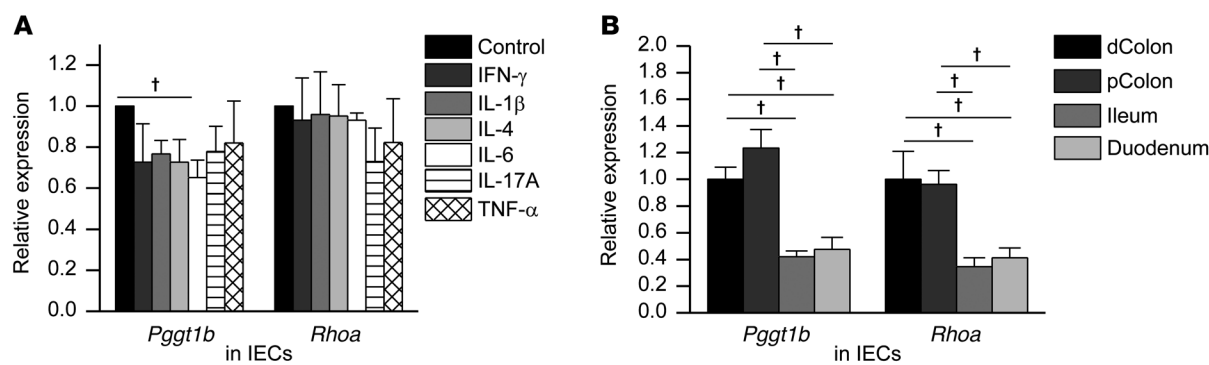 A
Relative expression
1.2
1.0
0.8
0.6
0.4
0.2
0.0
†
Pggt1b
Rhoa
in IECs
Control
IFN-γ
IL-1β
IL-4
IL-6
IL-17A
TNF-α
B
Relative expression
2.0
1.8
1.6
1.4
1.2
1.0
0.8
0.6
0.4
0.2
0.0
†
†
†
†
†
†
†
†
Pggt1b
Rhoa
in IECs
dColon
pColon
Ileum
Duodenum